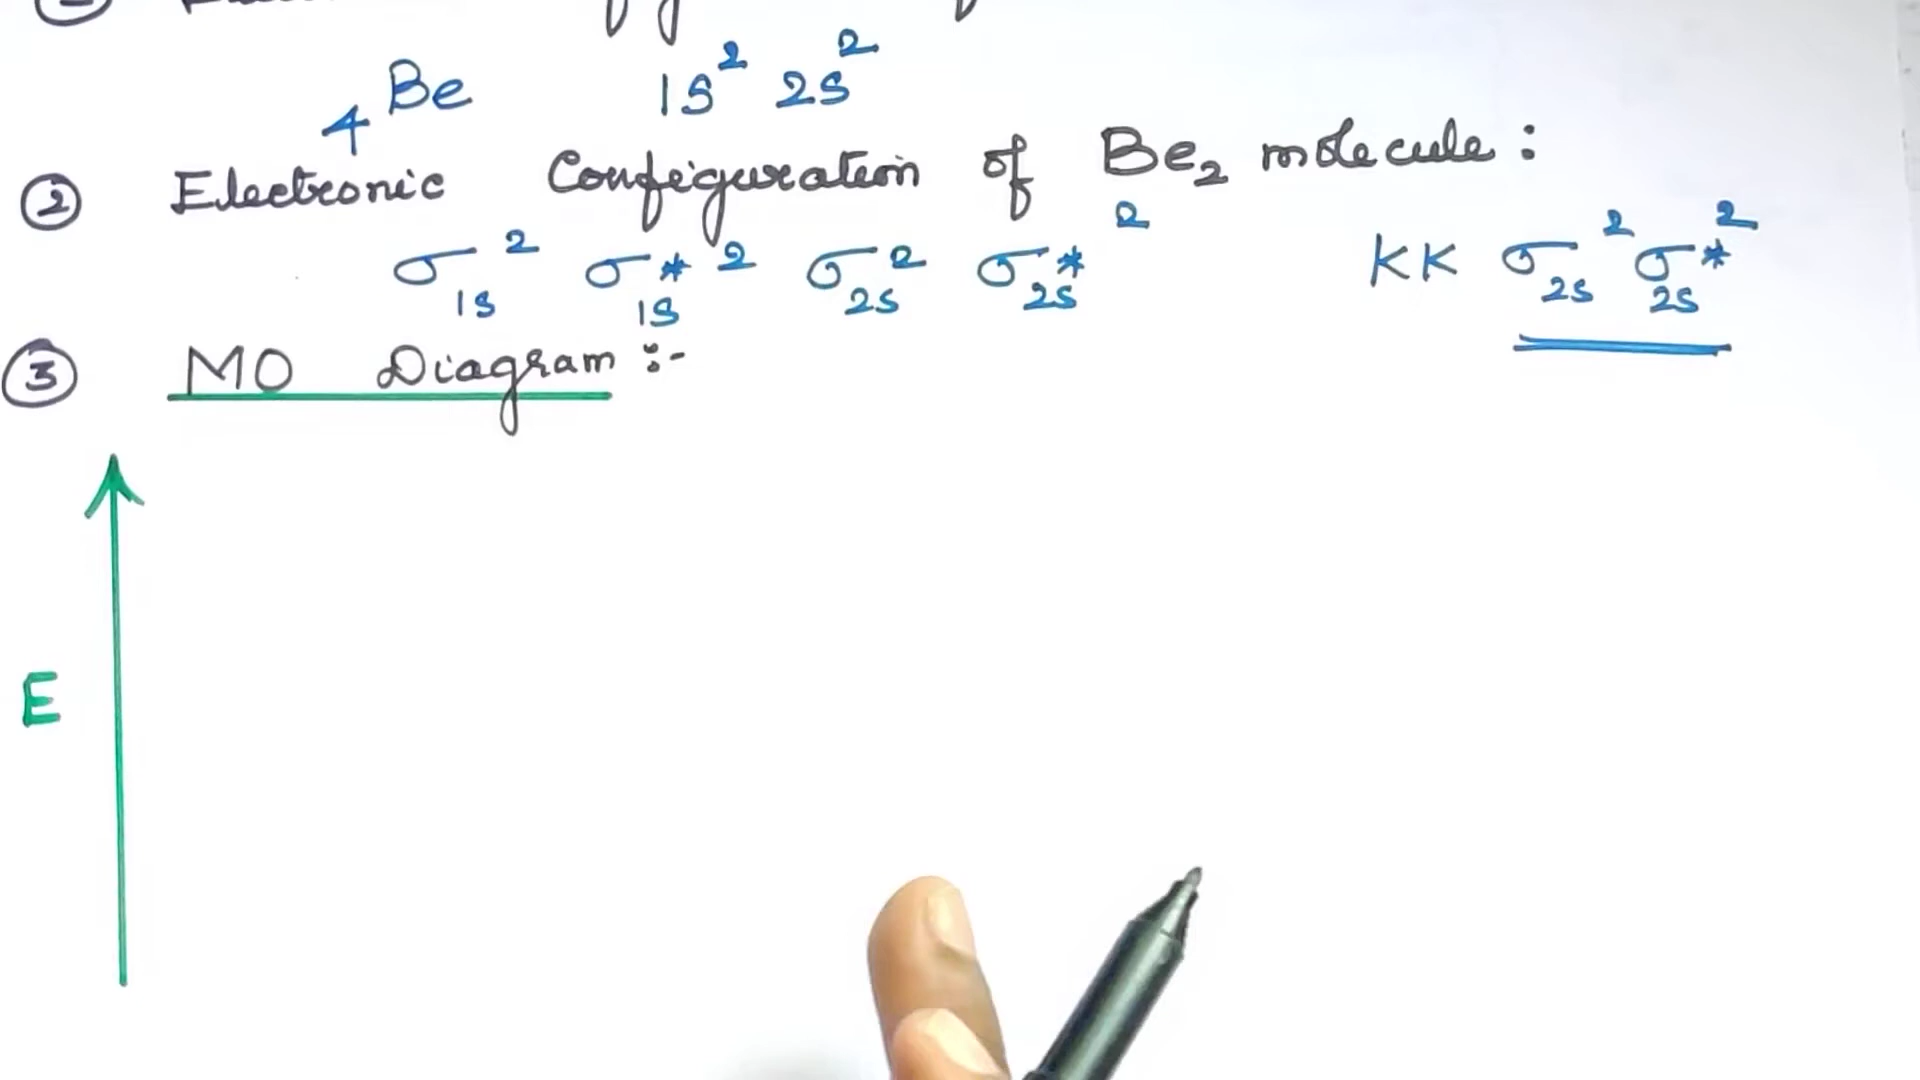 ₄Be 1s² 2s²
② Electronic Configuration of Be₂ molecule :
σ1s² σ*1s² σ2s² σ*2s² KK σ2s² σ*2s²
③ MO Diagram :-
E